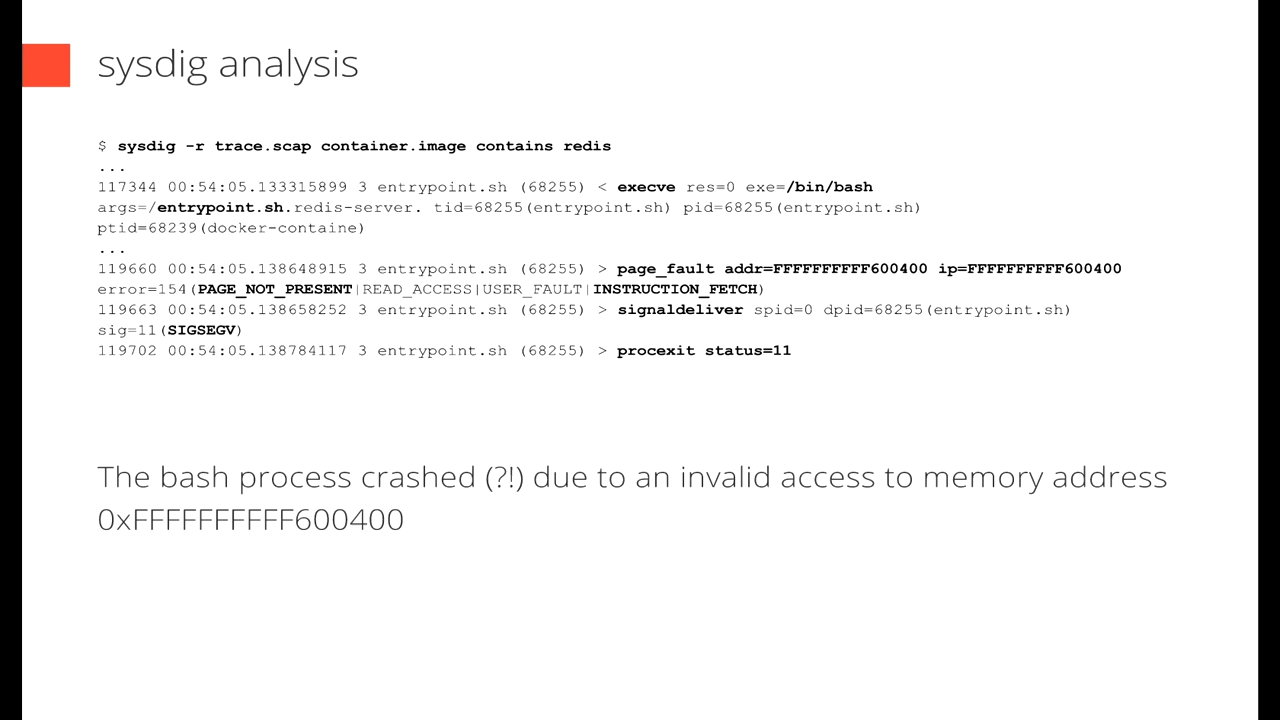 sysdig analysis
$ sysdig -r trace.scap container.image contains redis
...
117344 00:54:05.133315899 3 entrypoint.sh (68255) < execve res=0 exe=/bin/bash
args=/entrypoint.sh.redis-server. tid=68255(entrypoint.sh) pid=68255(entrypoint.sh)
ptid=68239(docker-containe)
...
119660 00:54:05.138648915 3 entrypoint.sh (68255) > page_fault addr=FFFFFFFFFF600400 ip=FFFFFFFFFF600400
error=154(PAGE_NOT_PRESENT|READ_ACCESS|USER_FAULT|INSTRUCTION_FETCH)
119663 00:54:05.138658252 3 entrypoint.sh (68255) > signaldeliver spid=0 dpid=68255(entrypoint.sh)
sig=11(SIGSEGV)
119702 00:54:05.138784117 3 entrypoint.sh (68255) > procexit status=11
The bash process crashed (?!) due to an invalid access to memory address
0xFFFFFFFFFF600400